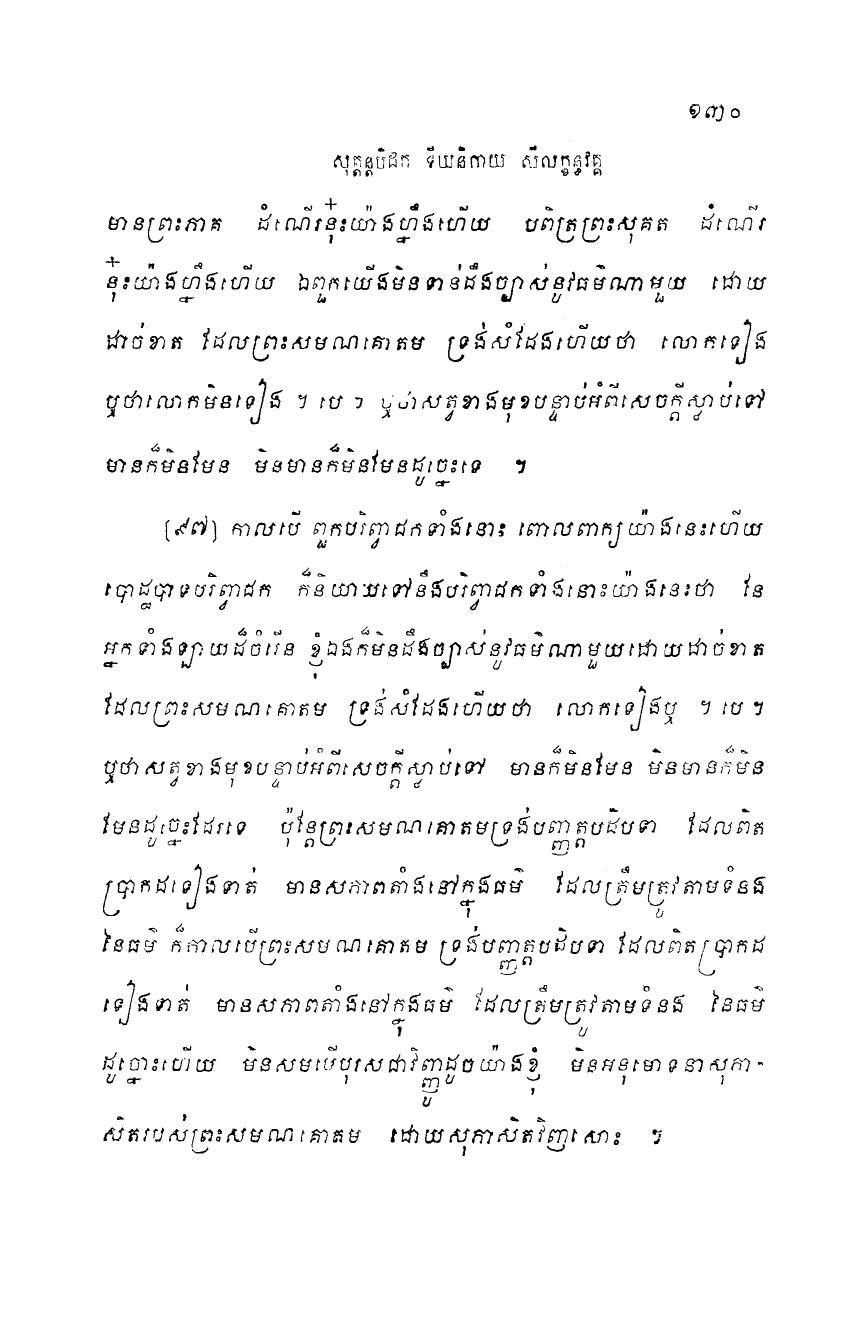 ១៣០
សុត្តន្តបិដក ទីឃនិកាយ សីលក្ខន្ធវគ្គ
មានព្រះភាគ ដំណើរនុ៎ះយ៉ាងហ្នឹងហើយ បពិត្រព្រះសុគត ដំណើរ
នុ៎ះយ៉ាងហ្នឹងហើយ ឯពួកយើងមិនទាន់ដឹងច្បាស់នូវធម៌ណាមួយ ដោយ
ដាច់ខាត ដែលព្រះសមណគោតម ទ្រង់សំដែងហើយថា លោកទៀង
ឬថាលោកមិនទៀង ។ បេ ។ ឬថាសត្វខាងមុខបន្ទាប់អំពីសេចក្តីស្លាប់ទៅ
មានក៏មិនមែន មិនមានក៏មិនមែនដូច្នេះទេ ។
[៩៧] កាលបើ ពួកបរិព្វាជកទាំងនោះ ពោលពាក្យយ៉ាងនេះហើយ
បោដ្ឋបាទបរិព្វាជក ក៏និយាយទៅនឹងបរិព្វាជកទាំងនោះយ៉ាងនេះថា នែ
អ្នកទាំងឡាយដ៏ចំរើន ខ្ញុំឯងក៏មិនដឹងច្បាស់នូវធម៌ណាមួយដោយដាច់ខាត
ដែលព្រះសមណគោតម ទ្រង់សំដែងហើយថា លោកទៀងឬ ។ បេ ។
ឬថាសត្វខាងមុខបន្ទាប់អំពីសេចក្តីស្លាប់ទៅ មានក៏មិនមែន មិនមានក៏មិន
មែនដូច្នេះដែរទេ ប៉ុន្តែព្រះសមណគោតមទ្រង់បញ្ញត្តបដិបទា ដែលពិត
ប្រាកដទៀងទាត់ មានសភាពតាំងនៅក្នុងធម៌ ដែលត្រឹមត្រូវតាមទំនង
នៃធម៌ ក៏កាលបើព្រះសមណគោតម ទ្រង់បញ្ញត្តបដិបទា ដែលពិតប្រាកដ
ទៀងទាត់ មានសភាពតាំងនៅក្នុងធម៌ ដែលត្រឹមត្រូវតាមទំនង នៃធម៌
ដូច្នោះហើយ មិនសមបើបុរសជាវិញ្ញូដូចយ៉ាងខ្ញុំ មិនអនុមោទនាសុភា-
សិតរបស់ព្រះសមណគោតម ដោយសុភាសិតវិញសោះ ។